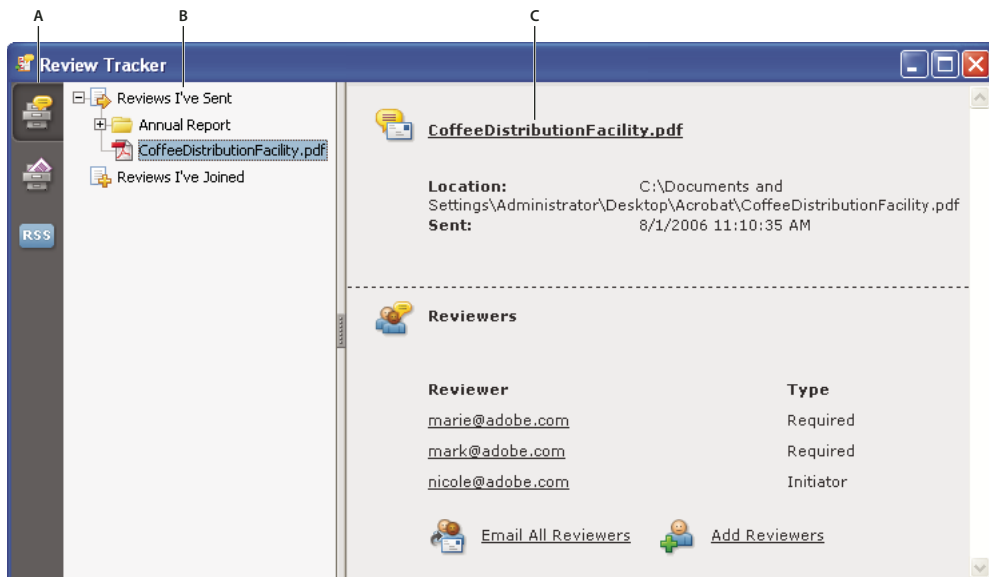 A B C
Review Tracker
Reviews I've Sent
Annual Report
CoffeeDistributionFacility.pdf
Reviews I've Joined
RSS
CoffeeDistributionFacility.pdf
Location: C:\Documents and
Settings\Administrator\Desktop\Acrobat\CoffeeDistributionFacility.pdf
Sent: 8/1/2006 11:10:35 AM
Reviewers
Reviewer Type
marie@adobe.com Required
mark@adobe.com Required
nicole@adobe.com Initiator
Email All Reviewers Add Reviewers